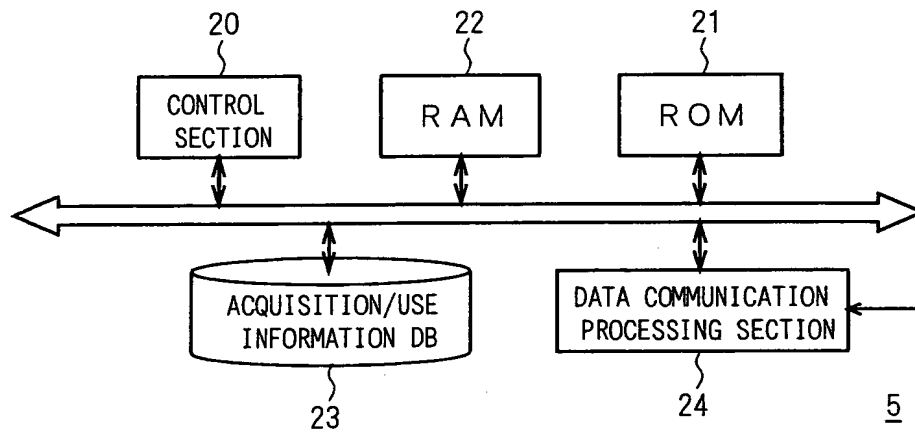 20
22
21
CONTROL
SECTION
RAM
ROM
ACQUISITION/USE
INFORMATION DB
DATA COMMUNICATION
PROCESSING SECTION
23
24
5